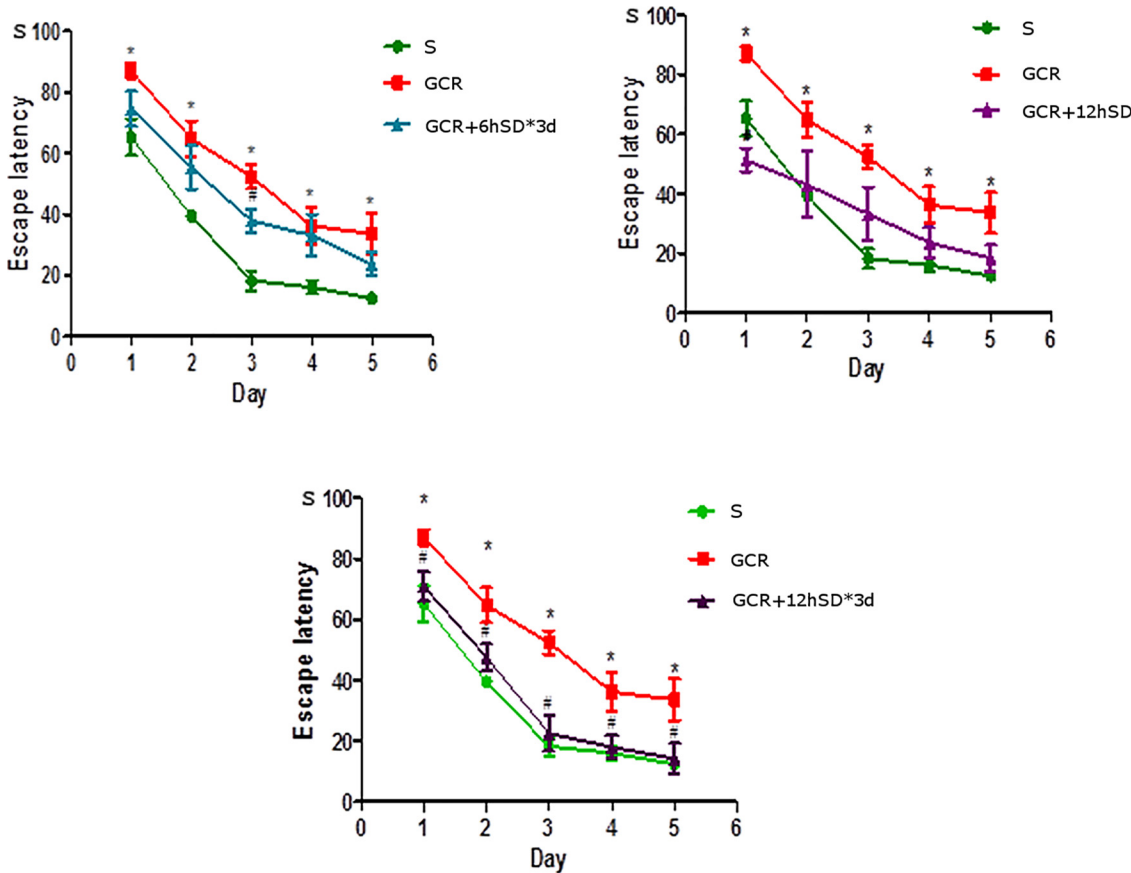 S 100
80
60
40
20
0
Escape latency
0 1 2 3 4 5 6
Day
* * * * *
#
S
GCR
GCR+6hSD*3d
S 100
80
60
40
20
0
Escape latency
0 1 2 3 4 5 6
Day
* * * * *
#
S
GCR
GCR+12hSD
S 100
80
60
40
20
0
Escape latency
0 1 2 3 4 5 6
Day
* * * * *
# # # # #
S
GCR
GCR+12hSD*3d